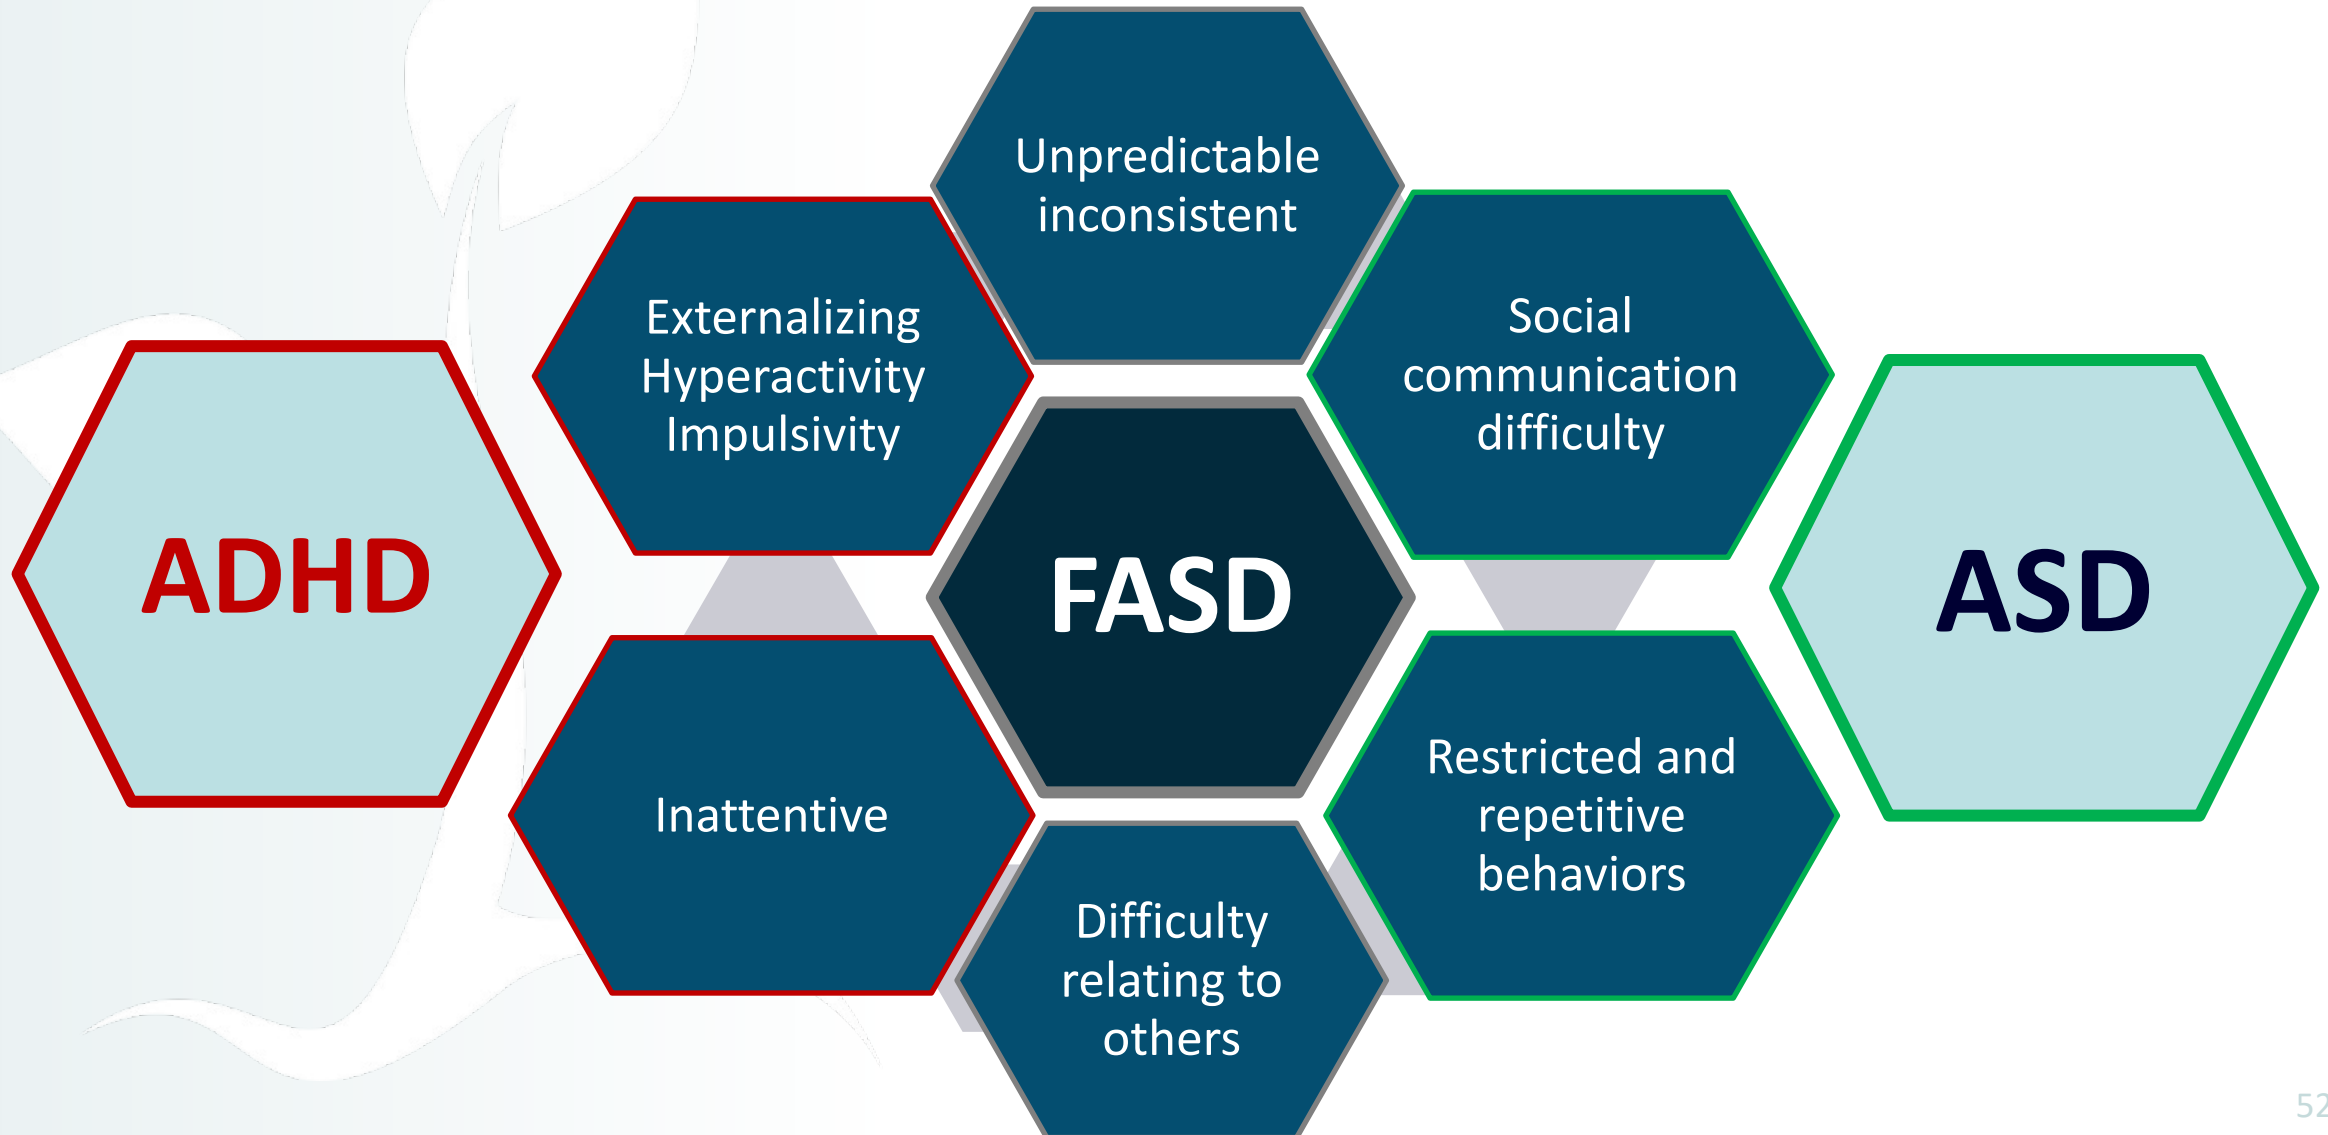 Unpredictable
inconsistent
Externalizing
Hyperactivity
Impulsivity
Social
communication
difficulty
ADHD
FASD
ASD
Inattentive
Restricted and
repetitive
behaviors
Difficulty
relating to
others
52